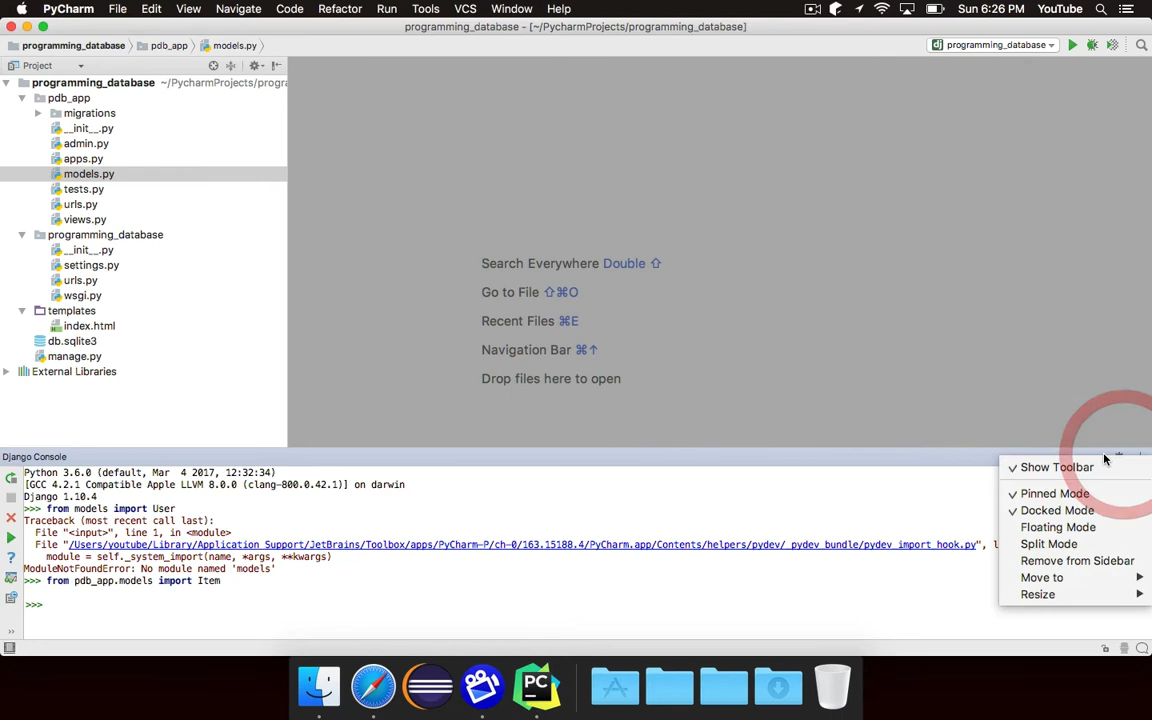 PyCharm File Edit View Navigate Code Refactor Run Tools VCS Window Help Sun 6:26 PM YouTube
programming_database - [~/PycharmProjects/programming_database]
programming_database pdb_app models.py programming_database
Project
programming_database ~/PycharmProjects/progra
pdb_app
migrations
__init__.py
admin.py
apps.py
models.py
tests.py
urls.py
views.py
programming_database
__init__.py
settings.py
urls.py
wsgi.py
templates
index.html
db.sqlite3
manage.py
External Libraries
Search Everywhere Double ⇧
Go to File ⇧⌘O
Recent Files ⌘E
Navigation Bar ⌘↑
Drop files here to open
Django Console
Python 3.6.0 (default, Mar  4 2017, 12:32:34)
[GCC 4.2.1 Compatible Apple LLVM 8.0.0 (clang-800.0.42.1)] on darwin
Django 1.10.4
>>> from models import User
Traceback (most recent call last):
File "<input>", line 1, in <module>
File "/Users/youtube/Library/Application Support/JetBrains/Toolbox/apps/PyCharm-P/ch-0/163.15188.4/PyCharm.app/Contents/helpers/pydev/_pydev_bundle/pydev_import_hook.py", l
module = self._system_import(name, *args, **kwargs)
ModuleNotFoundError: No module named 'models'
>>> from pdb_app.models import Item
>>>
Show Toolbar
Pinned Mode
Docked Mode
Floating Mode
Split Mode
Remove from Sidebar
Move to
Resize
PC